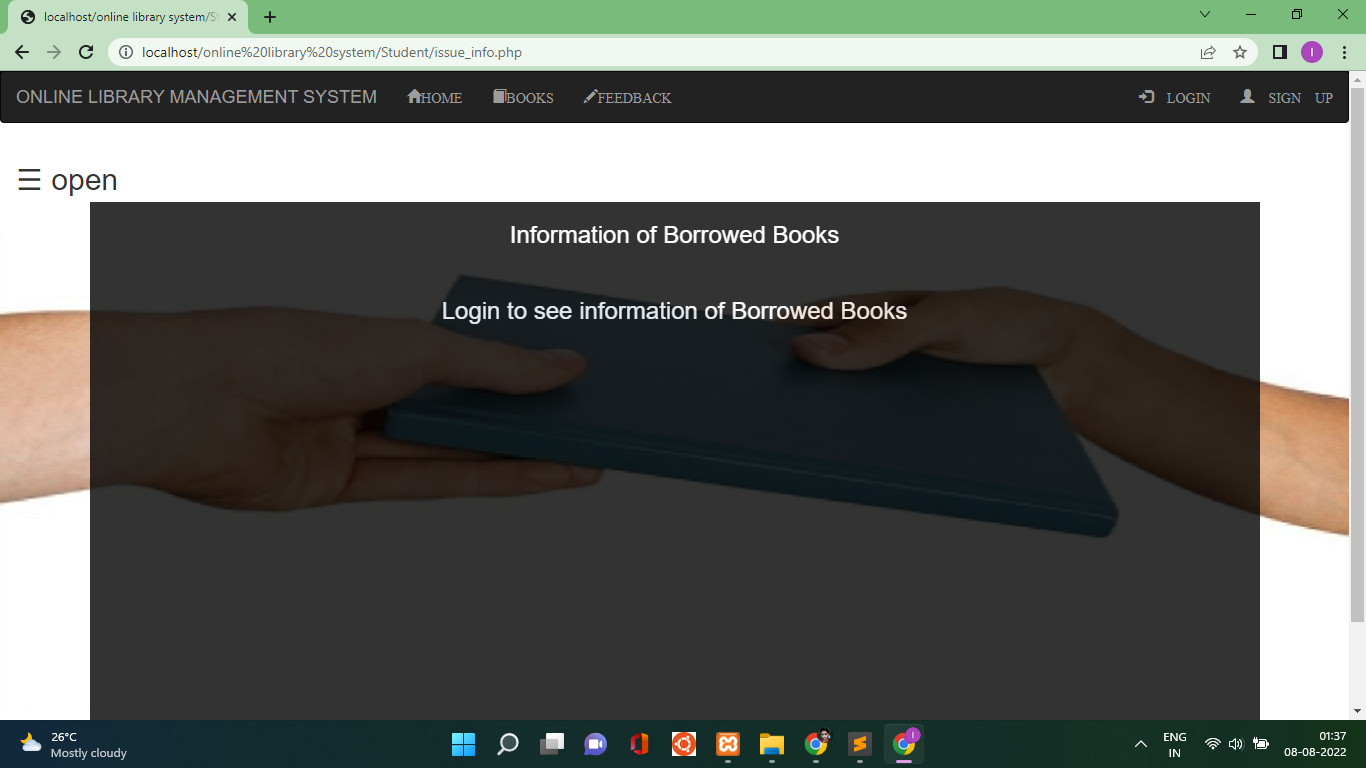 localhost/online library system/S
localhost/online%20library%20system/Student/issue_info.php
I
ONLINE LIBRARY MANAGEMENT SYSTEM HOME BOOKS FEEDBACK LOGIN SIGN UP
☰ open
Information of Borrowed Books
Login to see information of Borrowed Books
26°C
Mostly cloudy
I
ENG
IN
01:37
08-08-2022